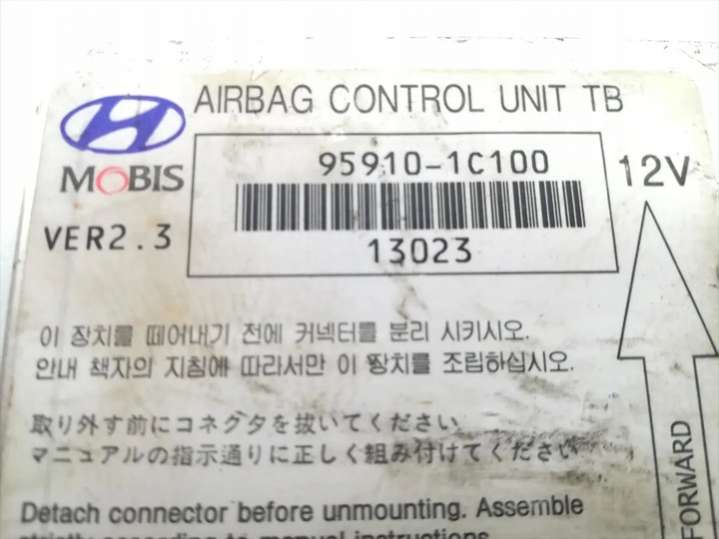 AIRBAG CONTROL UNIT TB
MOBIS
95910-1C100
12V
VER2.3
13023
이 장치를 떼어내기 전에 커넥터를 분리 시키시오.
안내 책자의 지침에 따라서만 이 장치를 조립하십시오.
取り外す前にコネクタを抜いてください
マニュアルの指示通りに正しく組み付けてください
FORWARD
Detach connector before unmounting. Assemble
strictly according to manual instructions.